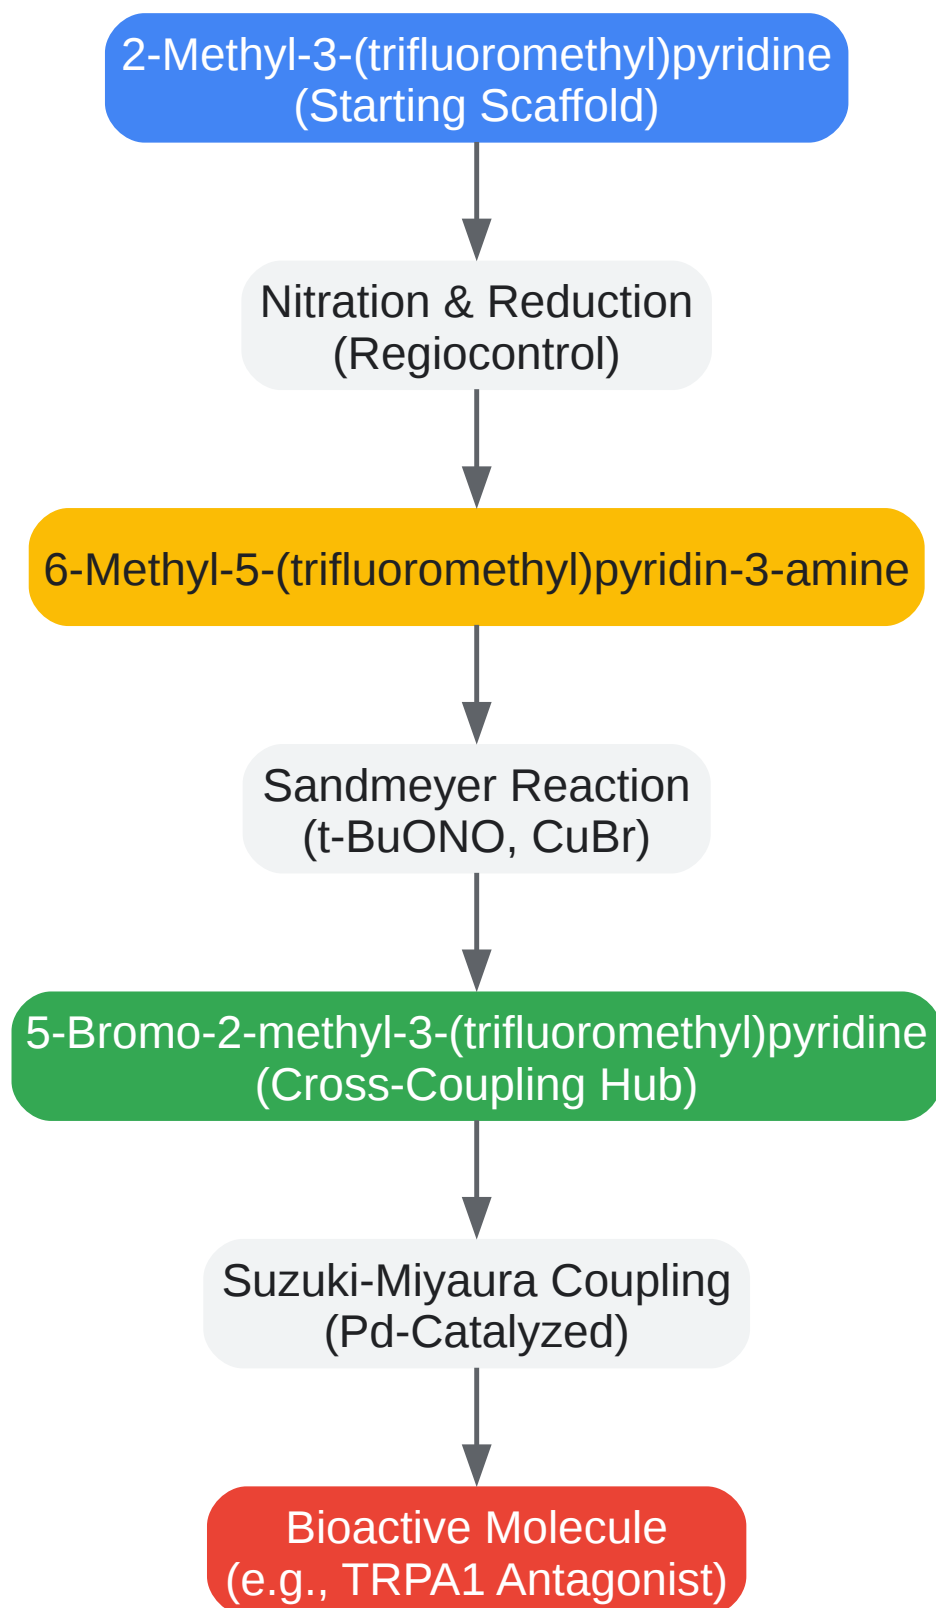 2-Methyl-3-(trifluoromethyl)pyridine
(Starting Scaffold)
Nitration & Reduction
(Regiocontrol)
6-Methyl-5-(trifluoromethyl)pyridin-3-amine
Sandmeyer Reaction
(t-BuONO, CuBr)
5-Bromo-2-methyl-3-(trifluoromethyl)pyridine
(Cross-Coupling Hub)
Suzuki-Miyaura Coupling
(Pd-Catalyzed)
Bioactive Molecule
(e.g., TRPA1 Antagonist)